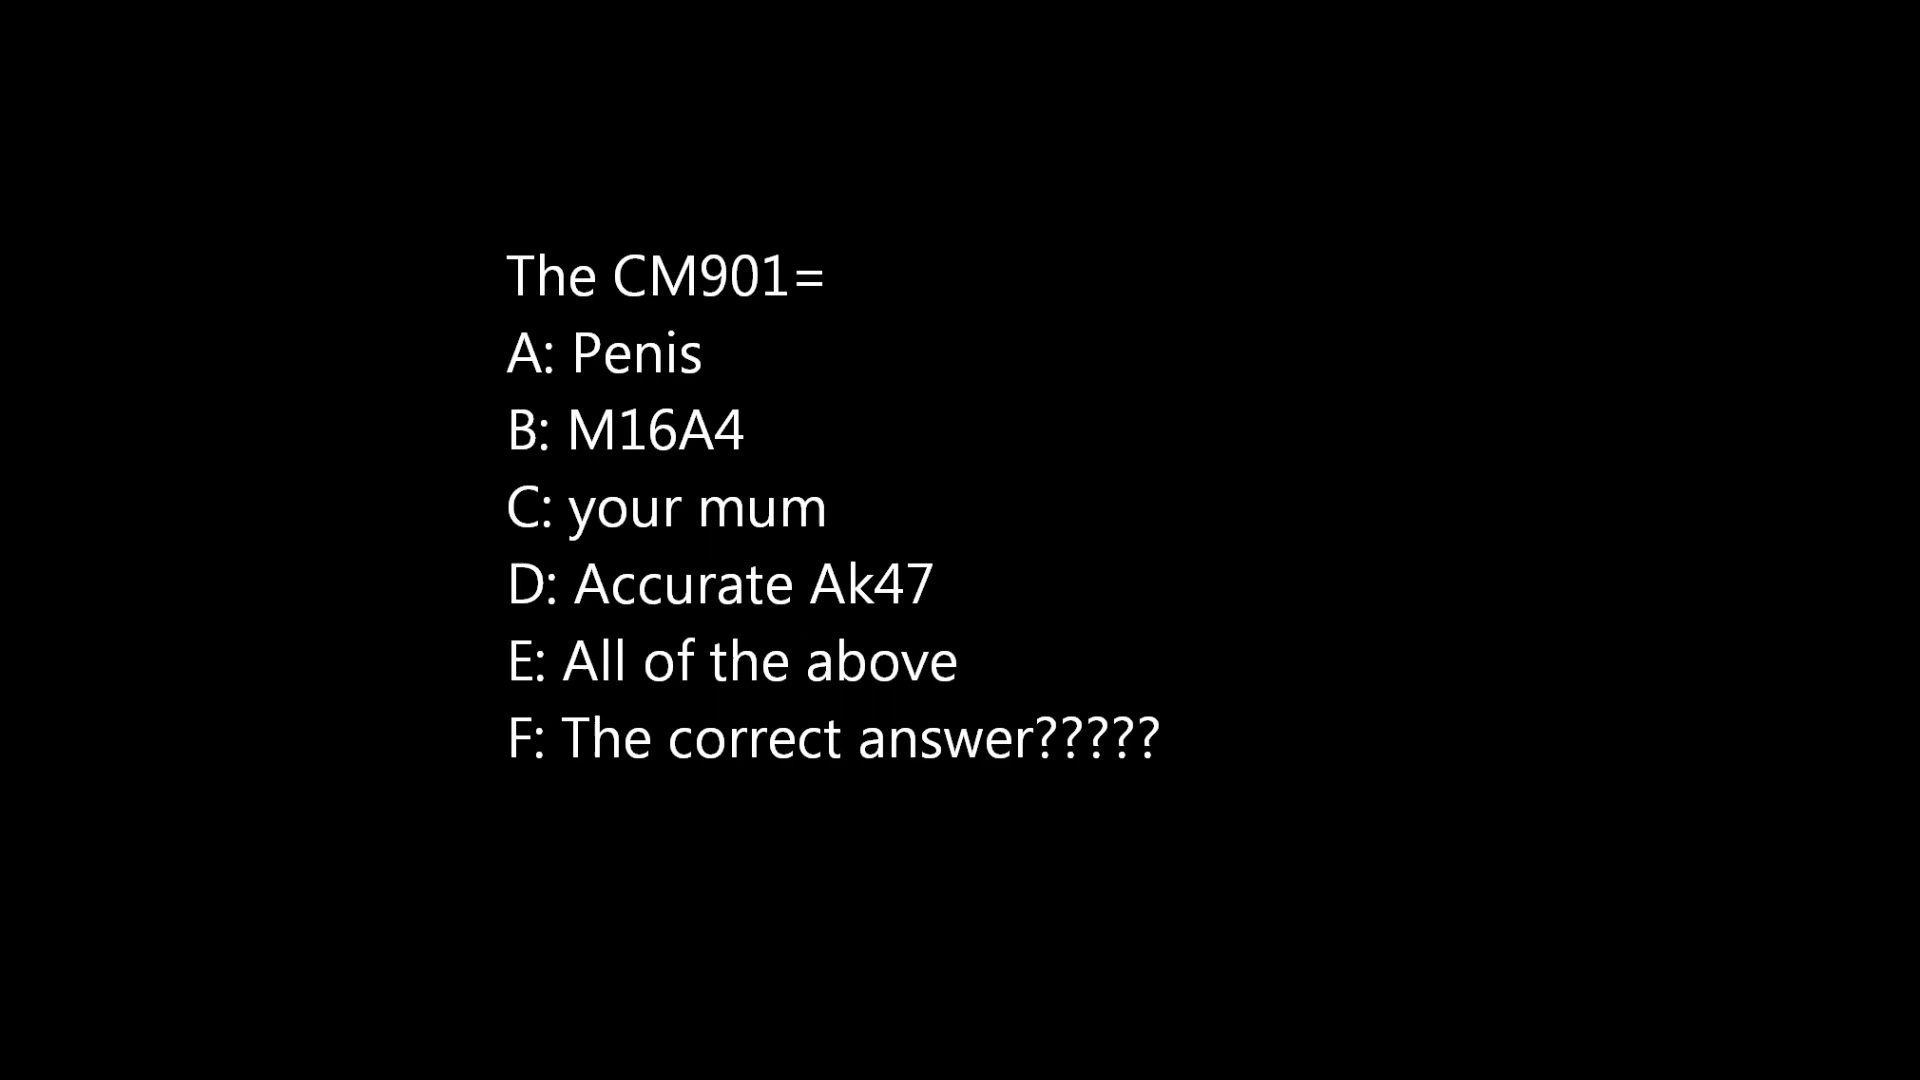 The CM901=
A: Penis
B: M16A4
C: your mum
D: Accurate Ak47
E: All of the above
F: The correct answer?????